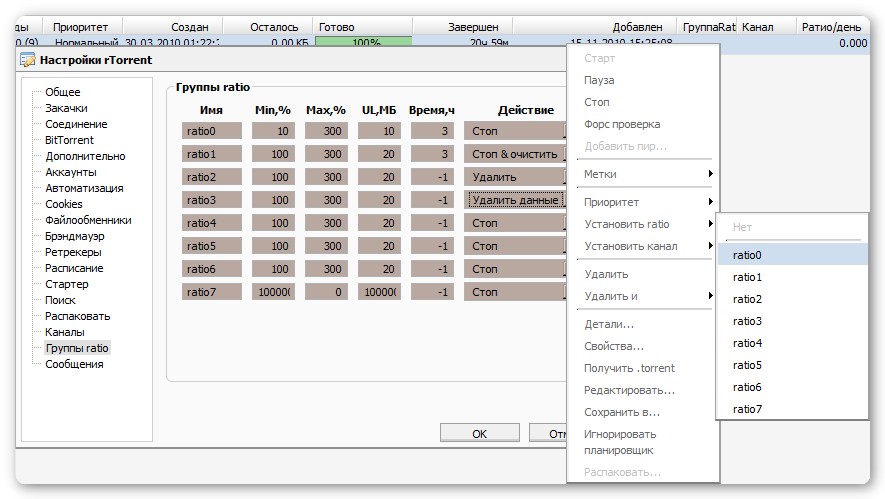 ды Приоритет Создан Осталось Готово Завершен Добавлен ГруппаRat Канал Ратио/день
0 (9) Нормальный 30.03.2010 01:22: 0.00 КБ 100% 20ч 59м 15.11.2010 15:25:08 0.000
Настройки rTorrent
Общее
Закачки
Соединение
BitTorrent
Дополнительно
Аккаунты
Автоматизация
Cookies
Файлообменники
Брэндмауэр
Ретрекеры
Расписание
Стартер
Поиск
Распаковать
Каналы
Группы ratio
Сообщения
Группы ratio
Имя Min,% Max,% UL,МБ Время,ч Действие
ratio0 10 300 10 3 Стоп
ratio1 100 300 20 3 Стоп & очистить
ratio2 100 300 20 -1 Удалить
ratio3 100 300 20 -1 Удалить данные
ratio4 100 300 20 -1 Стоп
ratio5 100 300 20 -1 Стоп
ratio6 100 300 20 -1 Стоп
ratio7 100000 0 100000 -1 Стоп
OK Отм
Старт
Пауза
Стоп
Форс проверка
Добавить пир...
Метки
Приоритет
Установить ratio
Установить канал
Удалить
Удалить и
Детали...
Свойства...
Получить .torrent
Редактировать...
Сохранить в...
Игнорировать
планировщик
Распаковать...
Нет
ratio0
ratio1
ratio2
ratio3
ratio4
ratio5
ratio6
ratio7